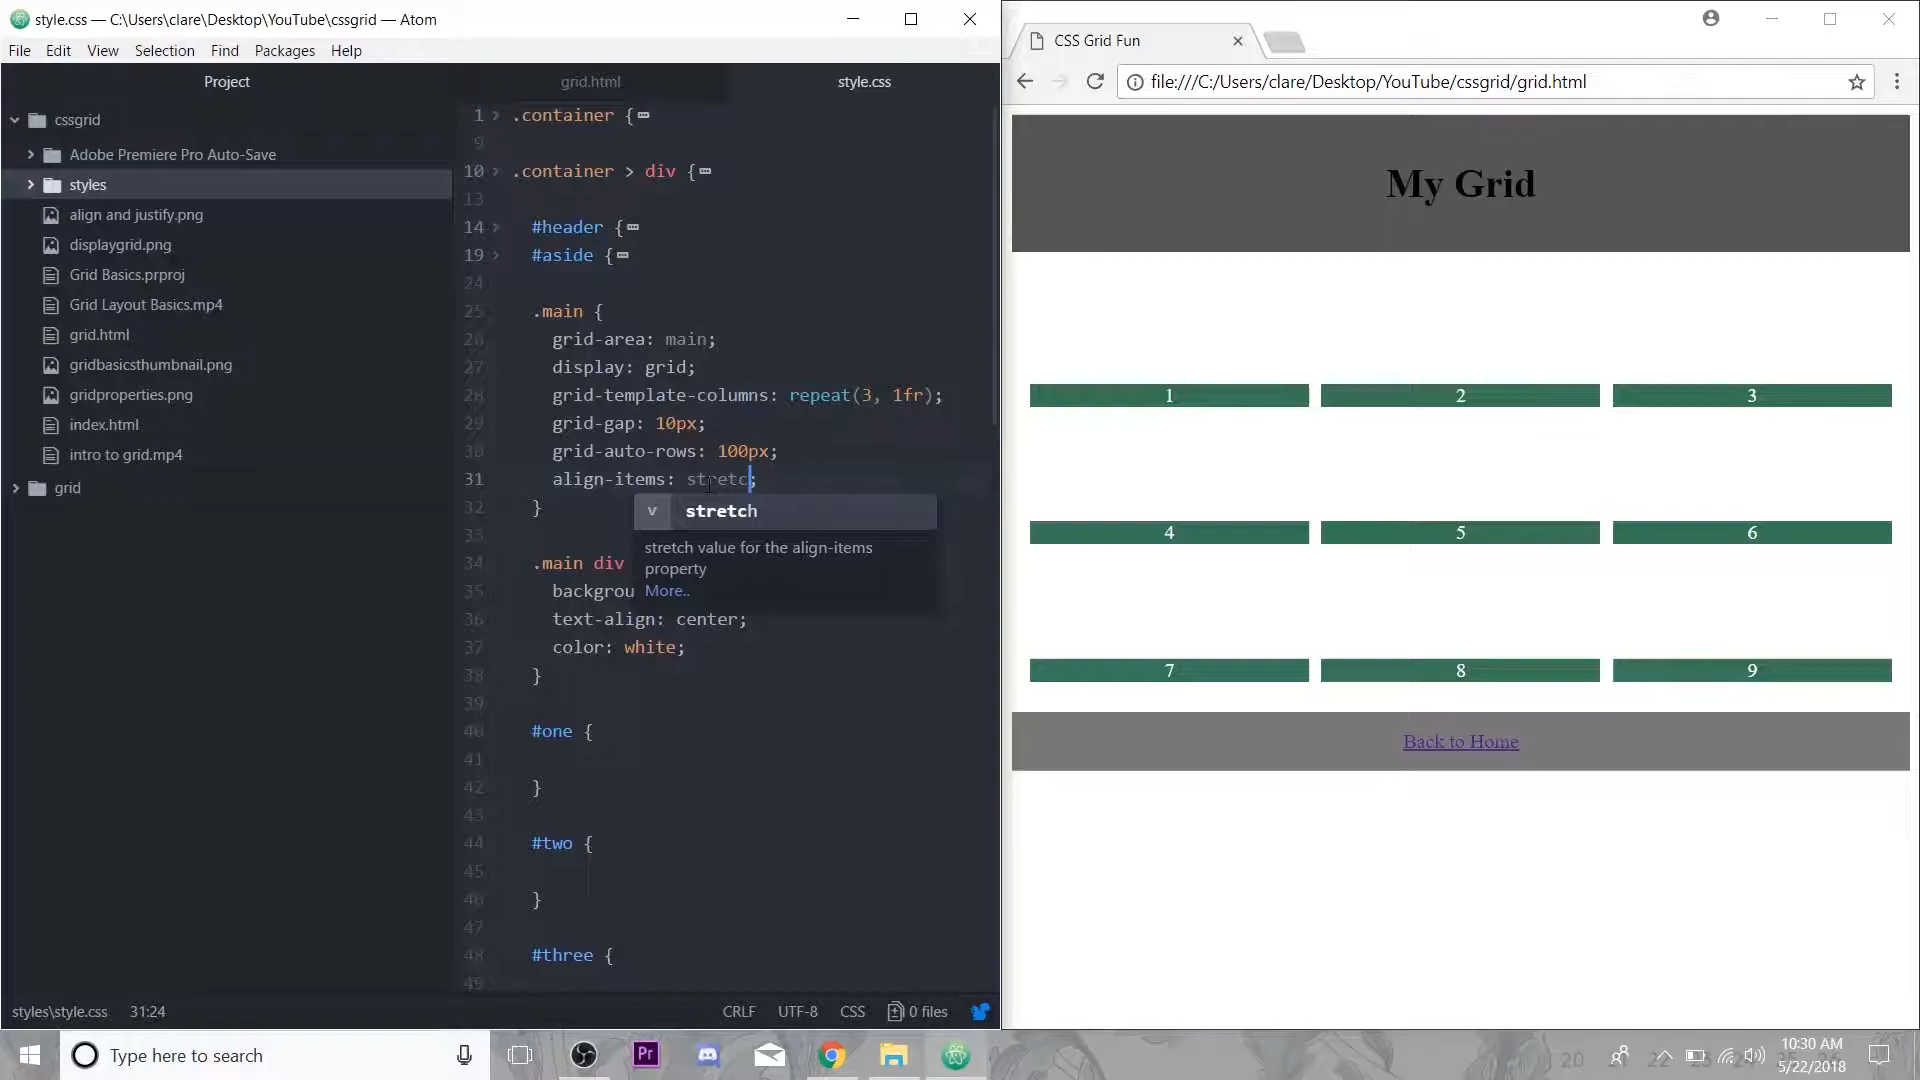 style.css — C:\Users\clare\Desktop\YouTube\cssgrid — Atom
File Edit View Selection Find Packages Help
Project
cssgrid
Adobe Premiere Pro Auto-Save
styles
align and justify.png
displaygrid.png
Grid Basics.prproj
Grid Layout Basics.mp4
grid.html
gridbasicsthumbnail.png
gridproperties.png
index.html
intro to grid.mp4
grid
grid.html style.css
1 .container {
9
10 .container > div {
13
14 #header {
19 #aside {
24
25 .main {
26 grid-area: main;
27 display: grid;
28 grid-template-columns: repeat(3, 1fr);
29 grid-gap: 10px;
30 grid-auto-rows: 100px;
31 align-items: stretc;
32 }
33
34 .main div
35 backgrou
36 text-align: center;
37 color: white;
38 }
39
40 #one {
41
42 }
43
44 #two {
45
46 }
47
48 #three {
49
v stretch
stretch value for the align-items
property
More..
styles\style.css 31:24 CRLF UTF-8 CSS 0 files
CSS Grid Fun
file:///C:/Users/clare/Desktop/YouTube/cssgrid/grid.html
My Grid
1 2 3
4 5 6
7 8 9
Back to Home
Type here to search
Pr
10:30 AM
5/22/2018